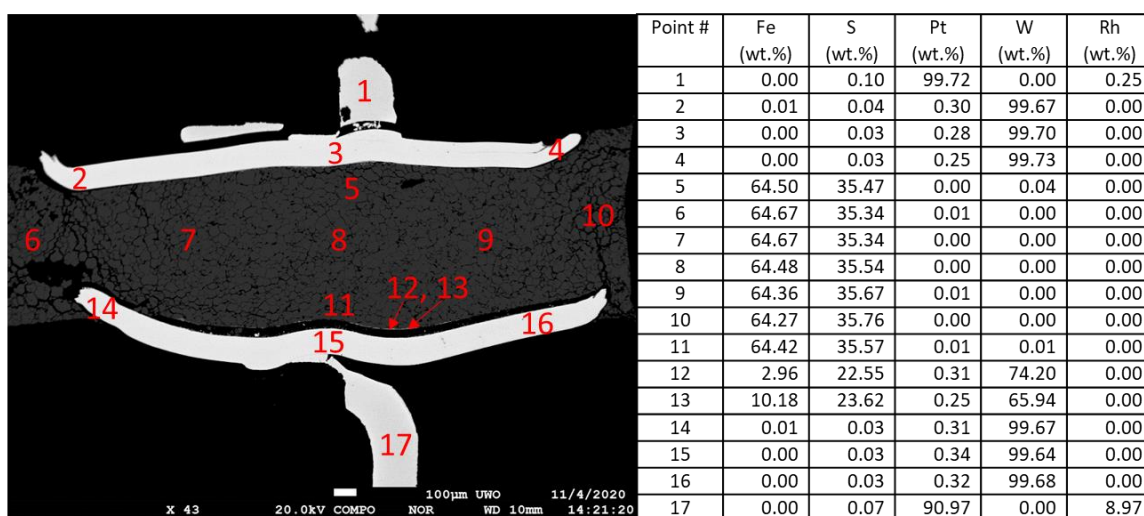 1
2
3
4
5
6
7
8
9
10
11
12, 13
14
15
16
17
100µm UWO 11/4/2020
X 43 20.0kV COMPO NOR WD 10mm 14:21:20
Point # Fe S Pt W Rh
(wt.%) (wt.%) (wt.%) (wt.%) (wt.%)
1 0.00 0.10 99.72 0.00 0.25
2 0.01 0.04 0.30 99.67 0.00
3 0.00 0.03 0.28 99.70 0.00
4 0.00 0.03 0.25 99.73 0.00
5 64.50 35.47 0.00 0.04 0.00
6 64.67 35.34 0.01 0.00 0.00
7 64.67 35.34 0.00 0.00 0.00
8 64.48 35.54 0.00 0.00 0.00
9 64.36 35.67 0.01 0.00 0.00
10 64.27 35.76 0.00 0.00 0.00
11 64.42 35.57 0.01 0.01 0.00
12 2.96 22.55 0.31 74.20 0.00
13 10.18 23.62 0.25 65.94 0.00
14 0.01 0.03 0.31 99.67 0.00
15 0.00 0.03 0.34 99.64 0.00
16 0.00 0.03 0.32 99.68 0.00
17 0.00 0.07 90.97 0.00 8.97